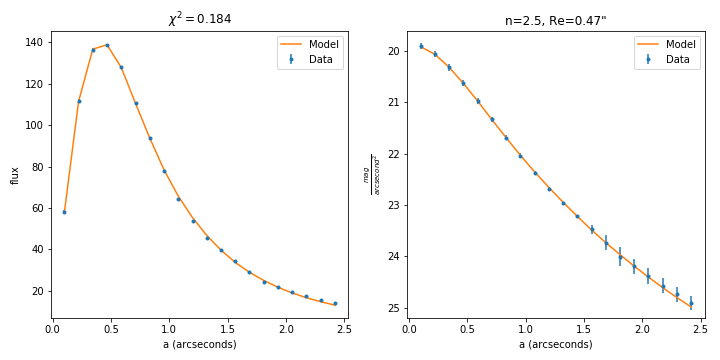 χ² = 0.184
Model
Data
flux
140
120
100
80
60
40
20
0.0 0.5 1.0 1.5 2.0 2.5
a (arcseconds)
n=2.5, Re=0.47"
Model
Data
mag
arcsecond²
20
21
22
23
24
25
0.0 0.5 1.0 1.5 2.0 2.5
a (arcseconds)